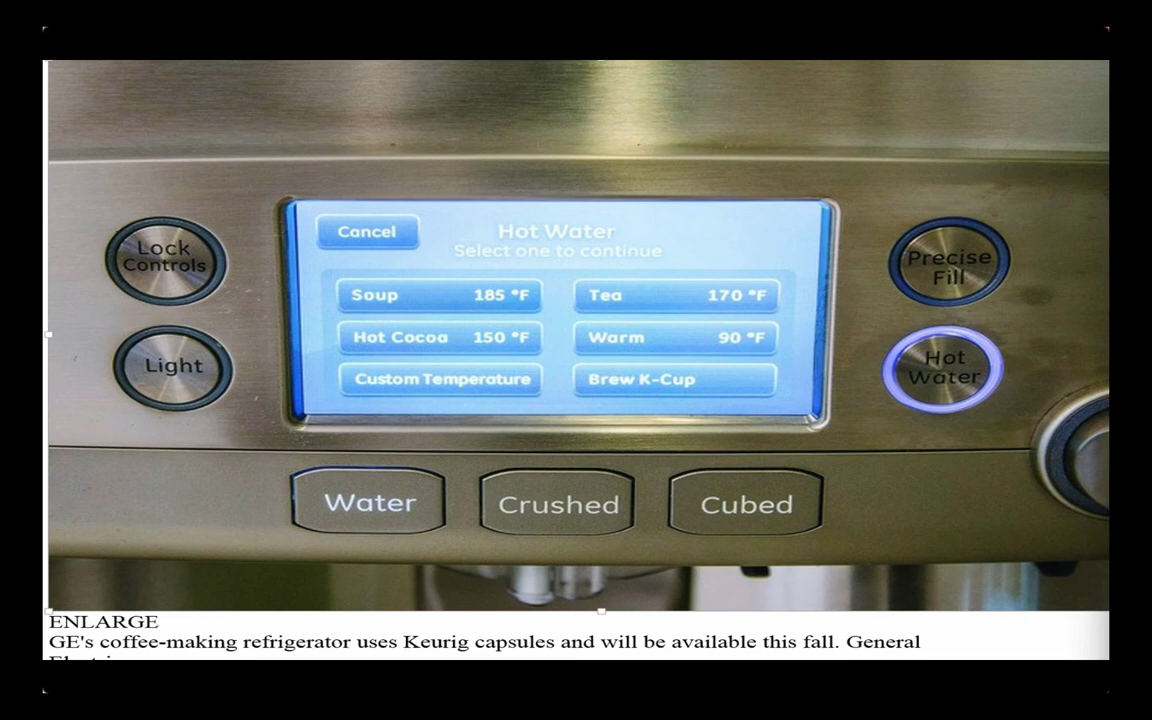 Lock
Controls
Light
Cancel
Hot Water
Select one to continue
Soup 185 °F
Tea 170 °F
Hot Cocoa 150 °F
Warm 90 °F
Custom Temperature
Brew K-Cup
Precise
Fill
Hot
Water
Water
Crushed
Cubed
ENLARGE
GE's coffee-making refrigerator uses Keurig capsules and will be available this fall. General